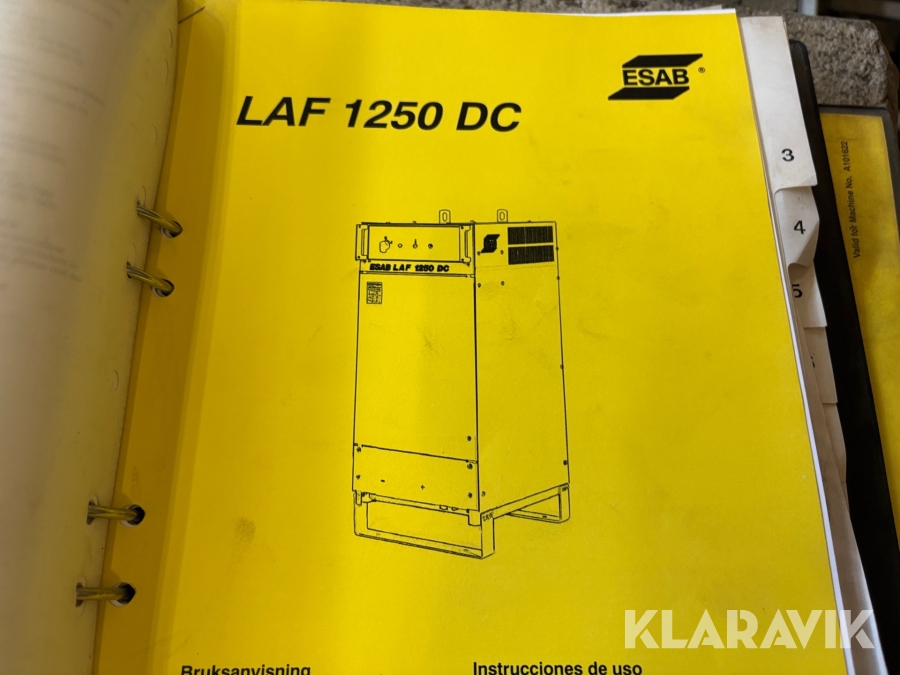 ESAB ®
LAF 1250 DC
3
4
5
Valid for Machine No. A101622
ESAB LAF 1250 DC
Bruksanvisning
Instrucciones de uso
KLARAVIK